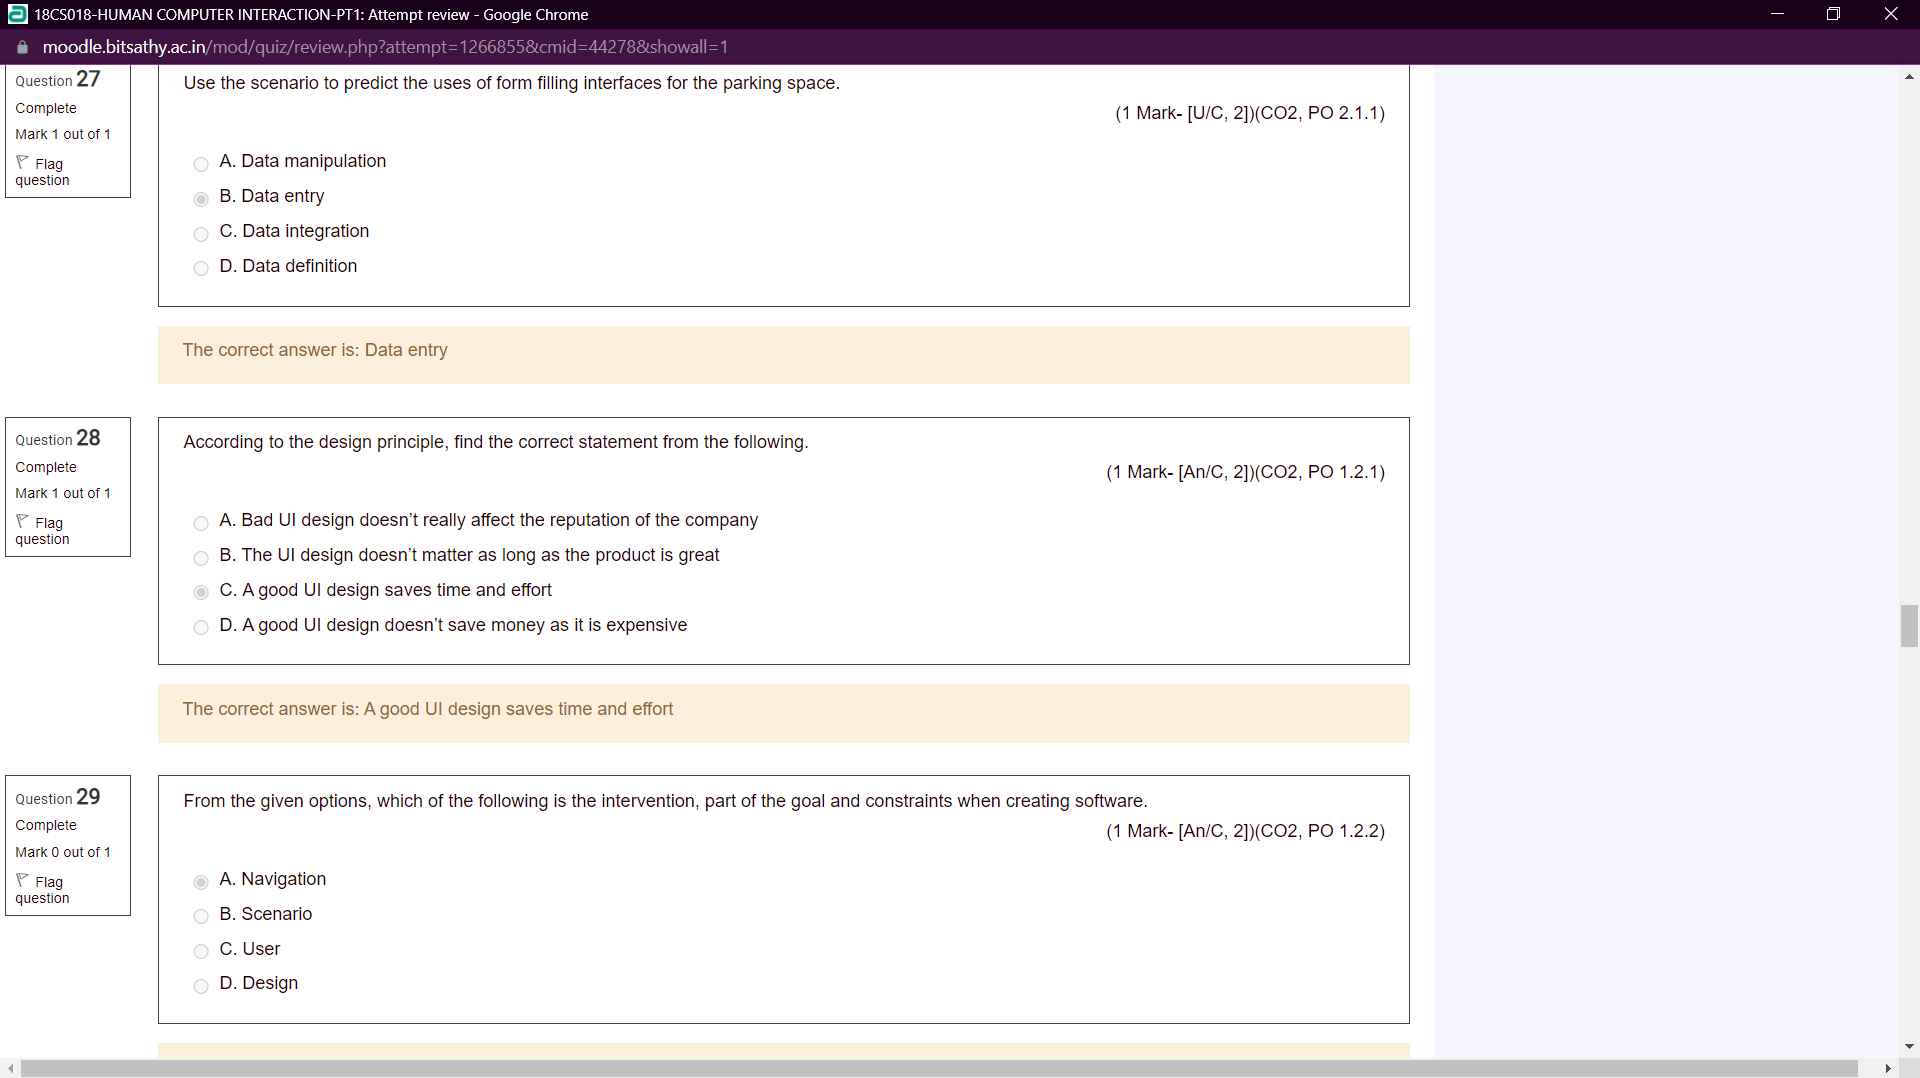 18CS018-HUMAN COMPUTER INTERACTION-PT1: Attempt review - Google Chrome
moodle.bitsathy.ac.in/mod/quiz/review.php?attempt=1266855&cmid=44278&showall=1
Question 27
Complete
Mark 1 out of 1
Flag
question
Use the scenario to predict the uses of form filling interfaces for the parking space.
(1 Mark- [U/C, 2])(CO2, PO 2.1.1)
A. Data manipulation
B. Data entry
C. Data integration
D. Data definition
The correct answer is: Data entry
Question 28
Complete
Mark 1 out of 1
Flag
question
According to the design principle, find the correct statement from the following.
(1 Mark- [An/C, 2])(CO2, PO 1.2.1)
A. Bad UI design doesn’t really affect the reputation of the company
B. The UI design doesn’t matter as long as the product is great
C. A good UI design saves time and effort
D. A good UI design doesn’t save money as it is expensive
The correct answer is: A good UI design saves time and effort
Question 29
Complete
Mark 0 out of 1
Flag
question
From the given options, which of the following is the intervention, part of the goal and constraints when creating software.
(1 Mark- [An/C, 2])(CO2, PO 1.2.2)
A. Navigation
B. Scenario
C. User
D. Design